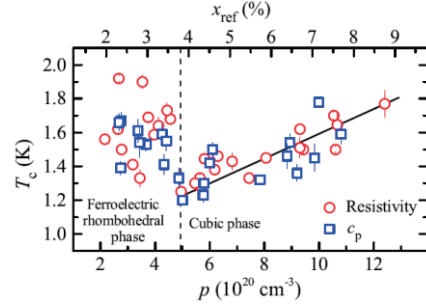 x_ref (%)
2 3 4 5 6 7 8 9
T_c (K)
2.0
1.8
1.6
1.4
1.2
1.0
Ferroelectric
rhombohedral
phase
Cubic phase
Resistivity
c_p
2 4 6 8 10 12
p (10^20 cm^-3)